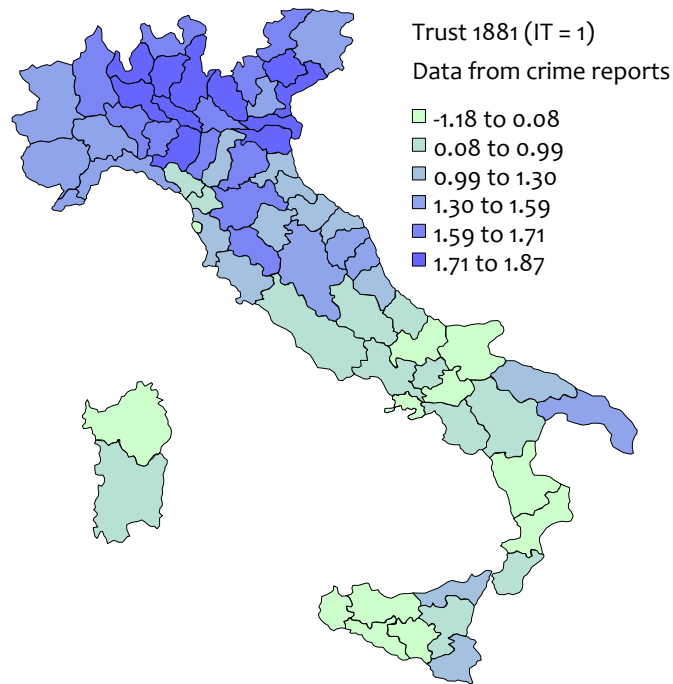 Trust 1881 (IT = 1)
Data from crime reports
-1.18 to 0.08
0.08 to 0.99
0.99 to 1.30
1.30 to 1.59
1.59 to 1.71
1.71 to 1.87